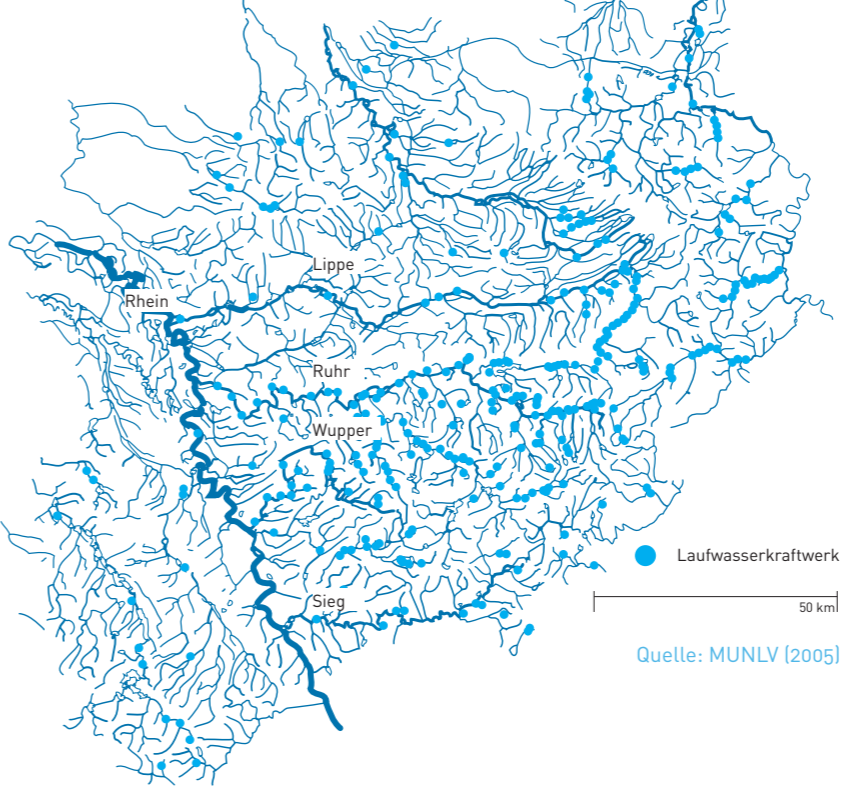 Lippe
Rhein
Ruhr
Wupper
Laufwasserkraftwerk
Sieg
50 km
Quelle: MUNLV (2005)